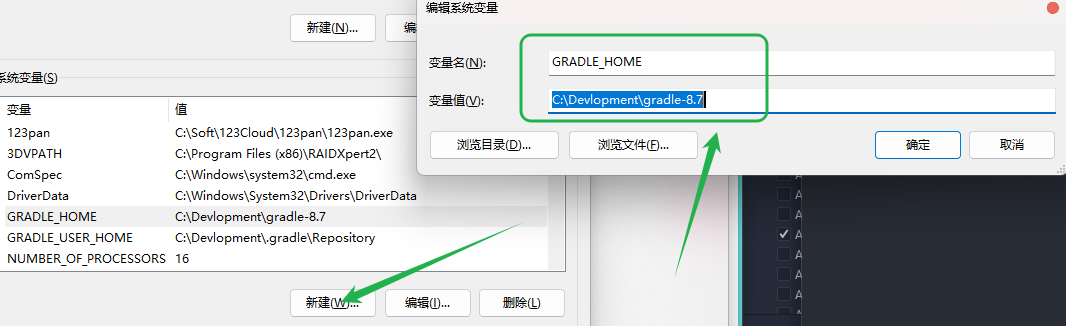 新建(N)...
编
系统变量(S)
变量 值
123pan C:\Soft\123Cloud\123pan\123pan.exe
3DVPATH C:\Program Files (x86)\RAIDXpert2\
ComSpec C:\Windows\system32\cmd.exe
DriverData C:\Windows\System32\Drivers\DriverData
GRADLE_HOME C:\Devlopment\gradle-8.7
GRADLE_USER_HOME C:\Devlopment\.gradle\Repository
NUMBER_OF_PROCESSORS 16
新建(W)... 编辑(I)... 删除(L)
编辑系统变量
变量名(N): GRADLE_HOME
变量值(V): C:\Devlopment\gradle-8.7
浏览目录(D)... 浏览文件(F)... 确定 取消
A
A
A
A
A
A